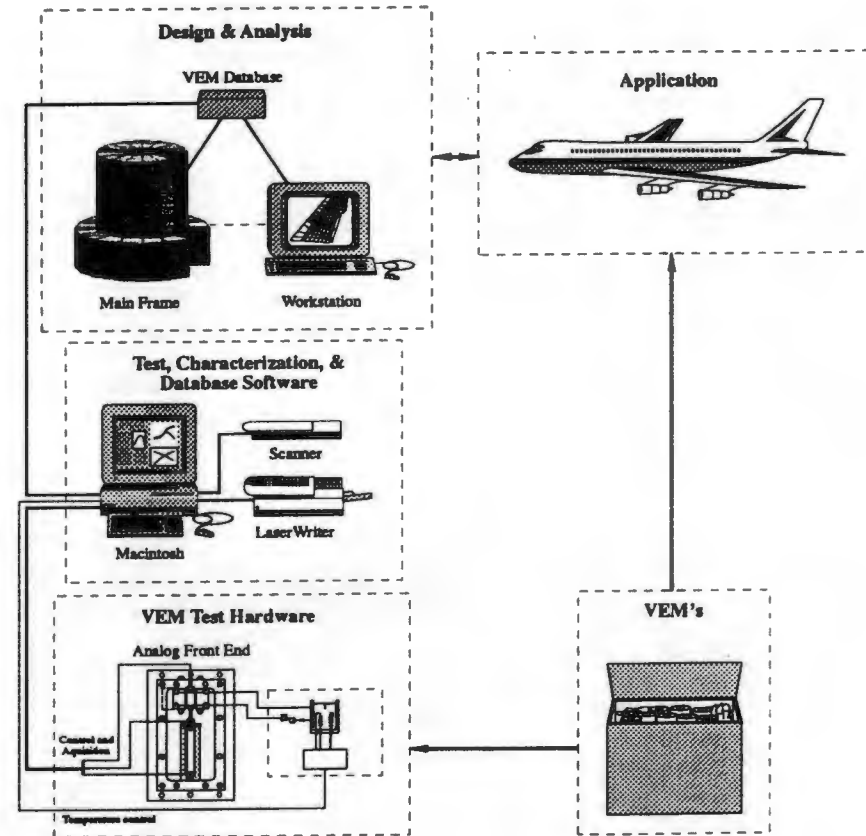 Design & Analysis
VEM Database
Main Frame
Workstation
Application
Test, Characterization, &
Database Software
Scanner
LaserWriter
Macintosh
VEM Test Hardware
Analog Front End
Control and
Aquisition
Temperature control
VEM's